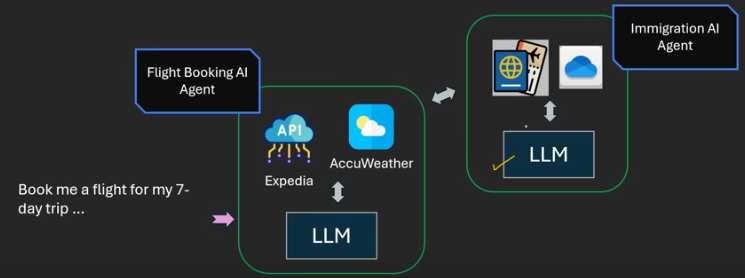 Immigration AI
Agent
Flight Booking AI
Agent
API
AccuWeather
Expedia
LLM
Book me a flight for my 7-
day trip ...
LLM